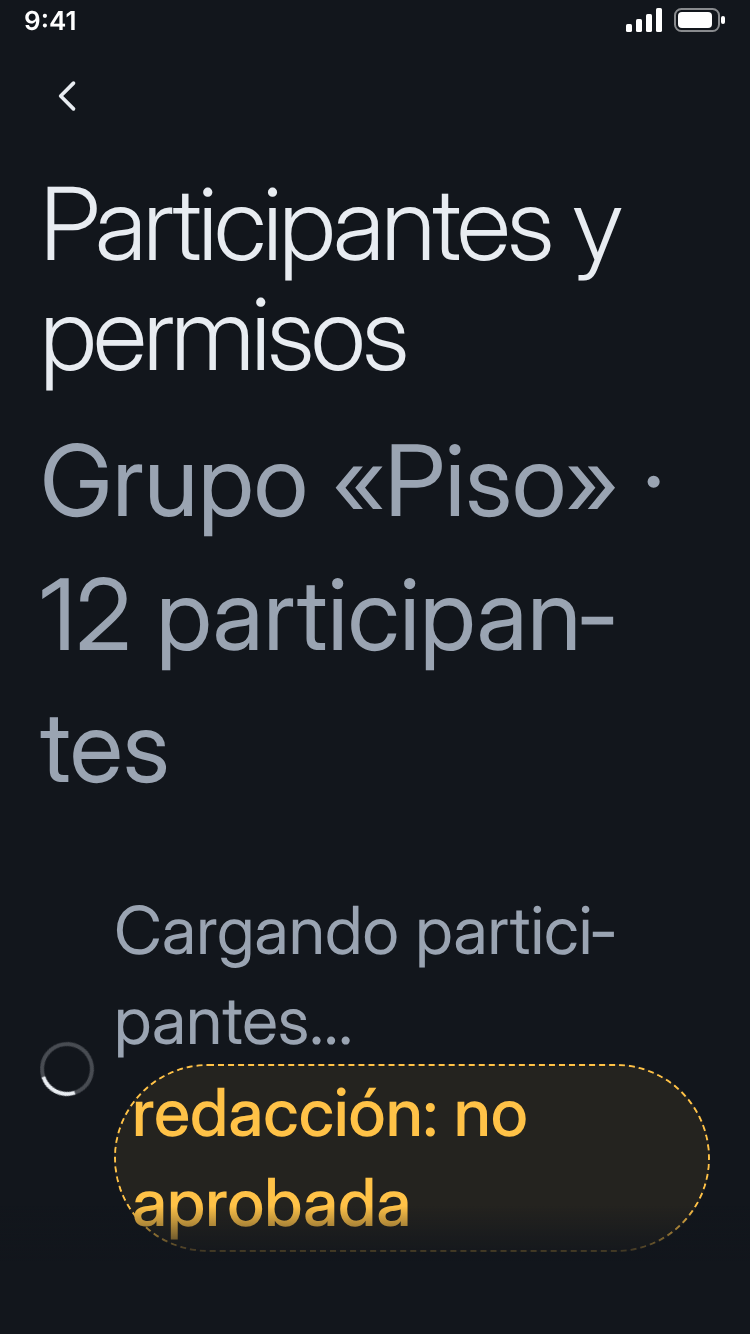 9:41
Participantes y
permisos
Grupo «Piso» ·
12 participan-
tes
Cargando partici-
pantes…
redacción: no
aprobada